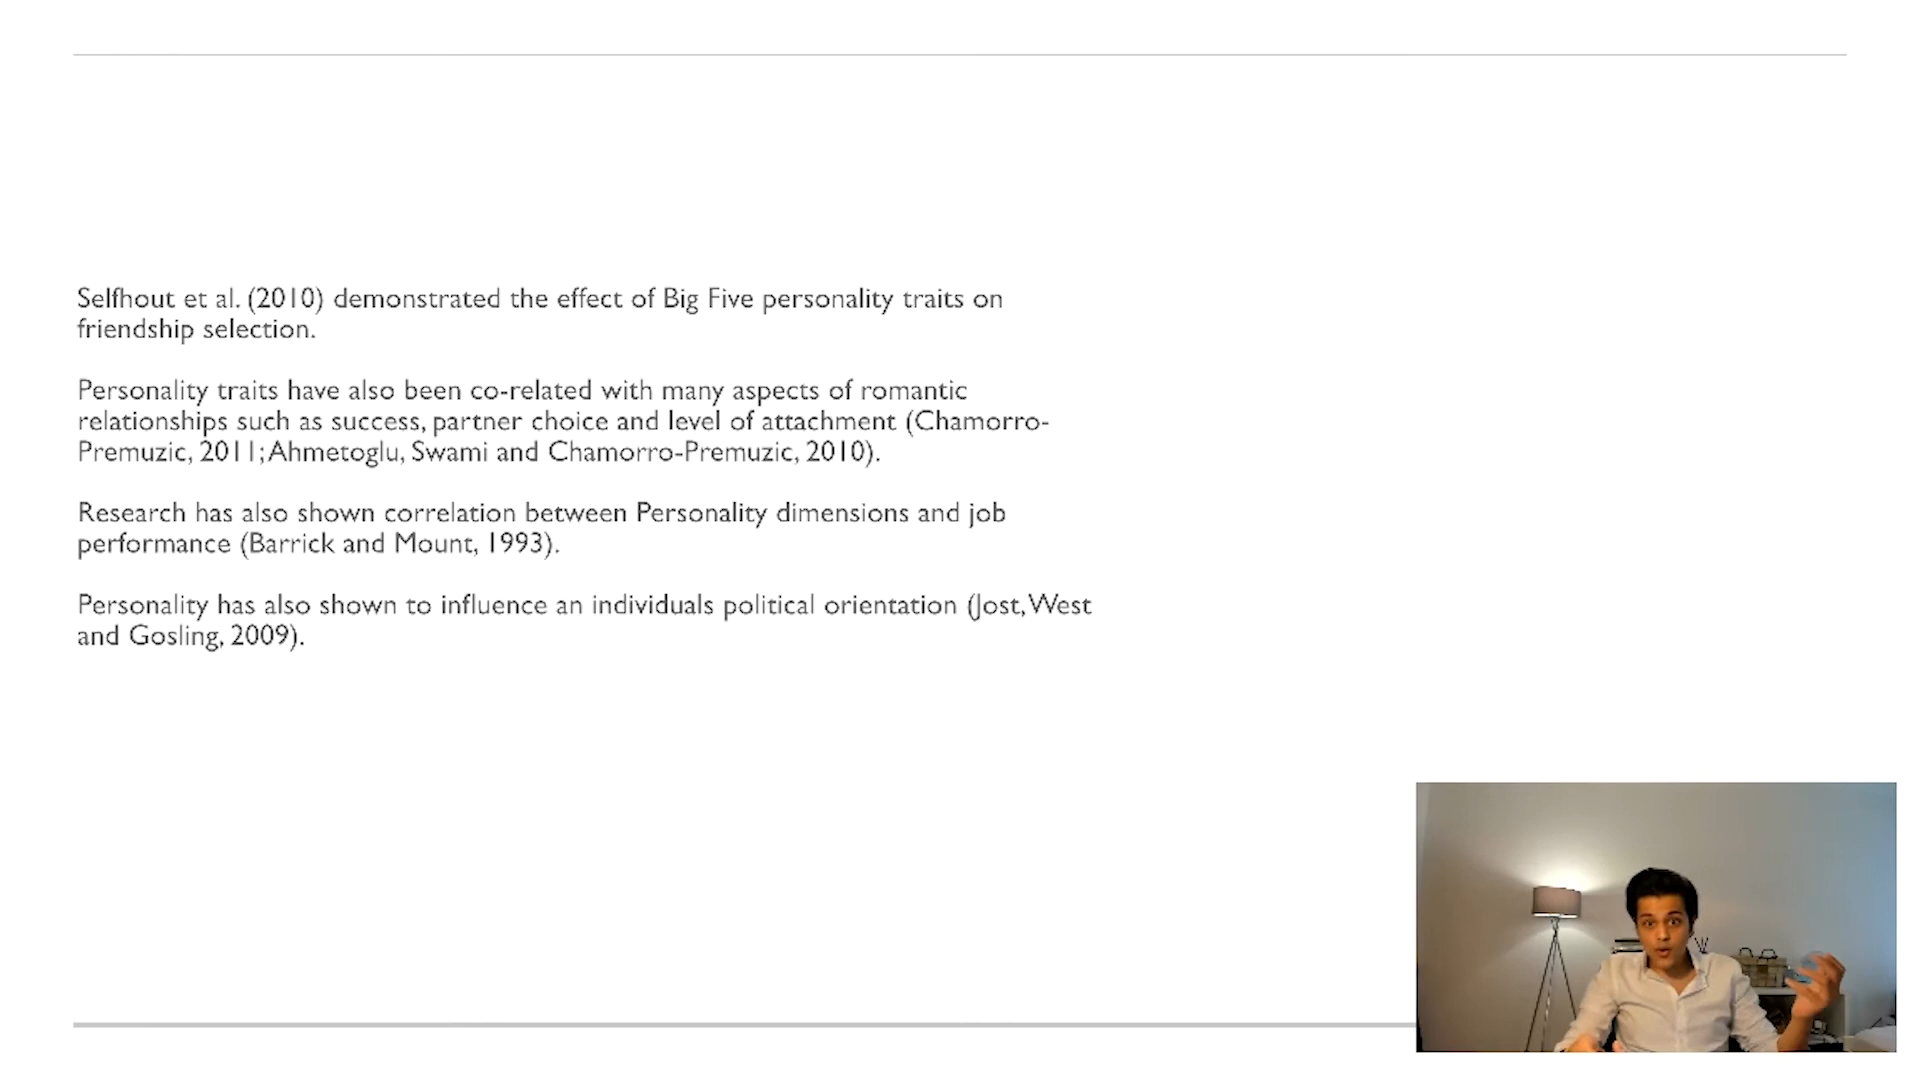 Selfhout et al. (2010) demonstrated the effect of Big Five personality traits on
friendship selection.
Personality traits have also been co-related with many aspects of romantic
relationships such as success, partner choice and level of attachment (Chamorro-
Premuzic, 2011; Ahmetoglu, Swami and Chamorro-Premuzic, 2010).
Research has also shown correlation between Personality dimensions and job
performance (Barrick and Mount, 1993).
Personality has also shown to influence an individuals political orientation (Jost, West
and Gosling, 2009).